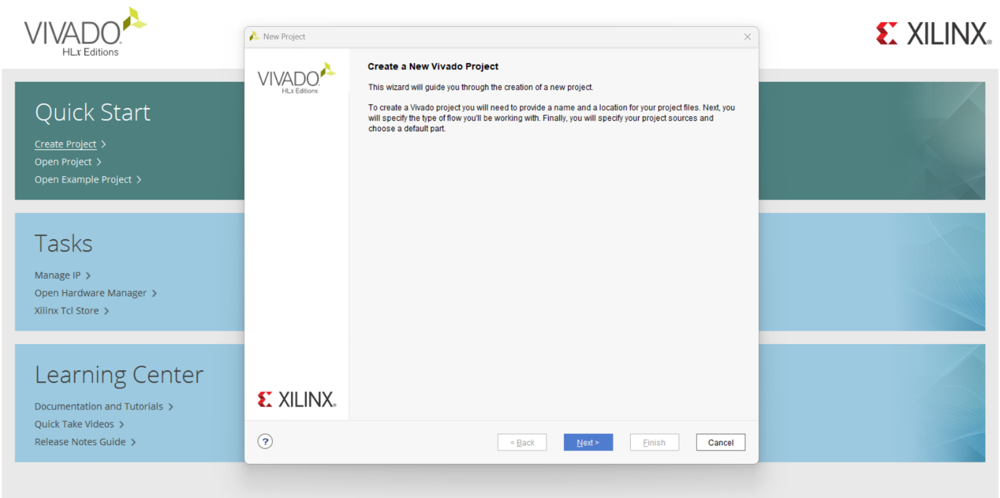 VIVADO.
HLx Editions
XILINX®
New Project
VIVADO.
HLx Editions
Create a New Vivado Project
This wizard will guide you through the creation of a new project.
To create a Vivado project you will need to provide a name and a location for your project files. Next, you
will specify the type of flow you'll be working with. Finally, you will specify your project sources and
choose a default part.
XILINX®
?
< Back
Next >
Finish
Cancel
Quick Start
Create Project >
Open Project >
Open Example Project >
Tasks
Manage IP >
Open Hardware Manager >
Xilinx Tcl Store >
Learning Center
Documentation and Tutorials >
Quick Take Videos >
Release Notes Guide >